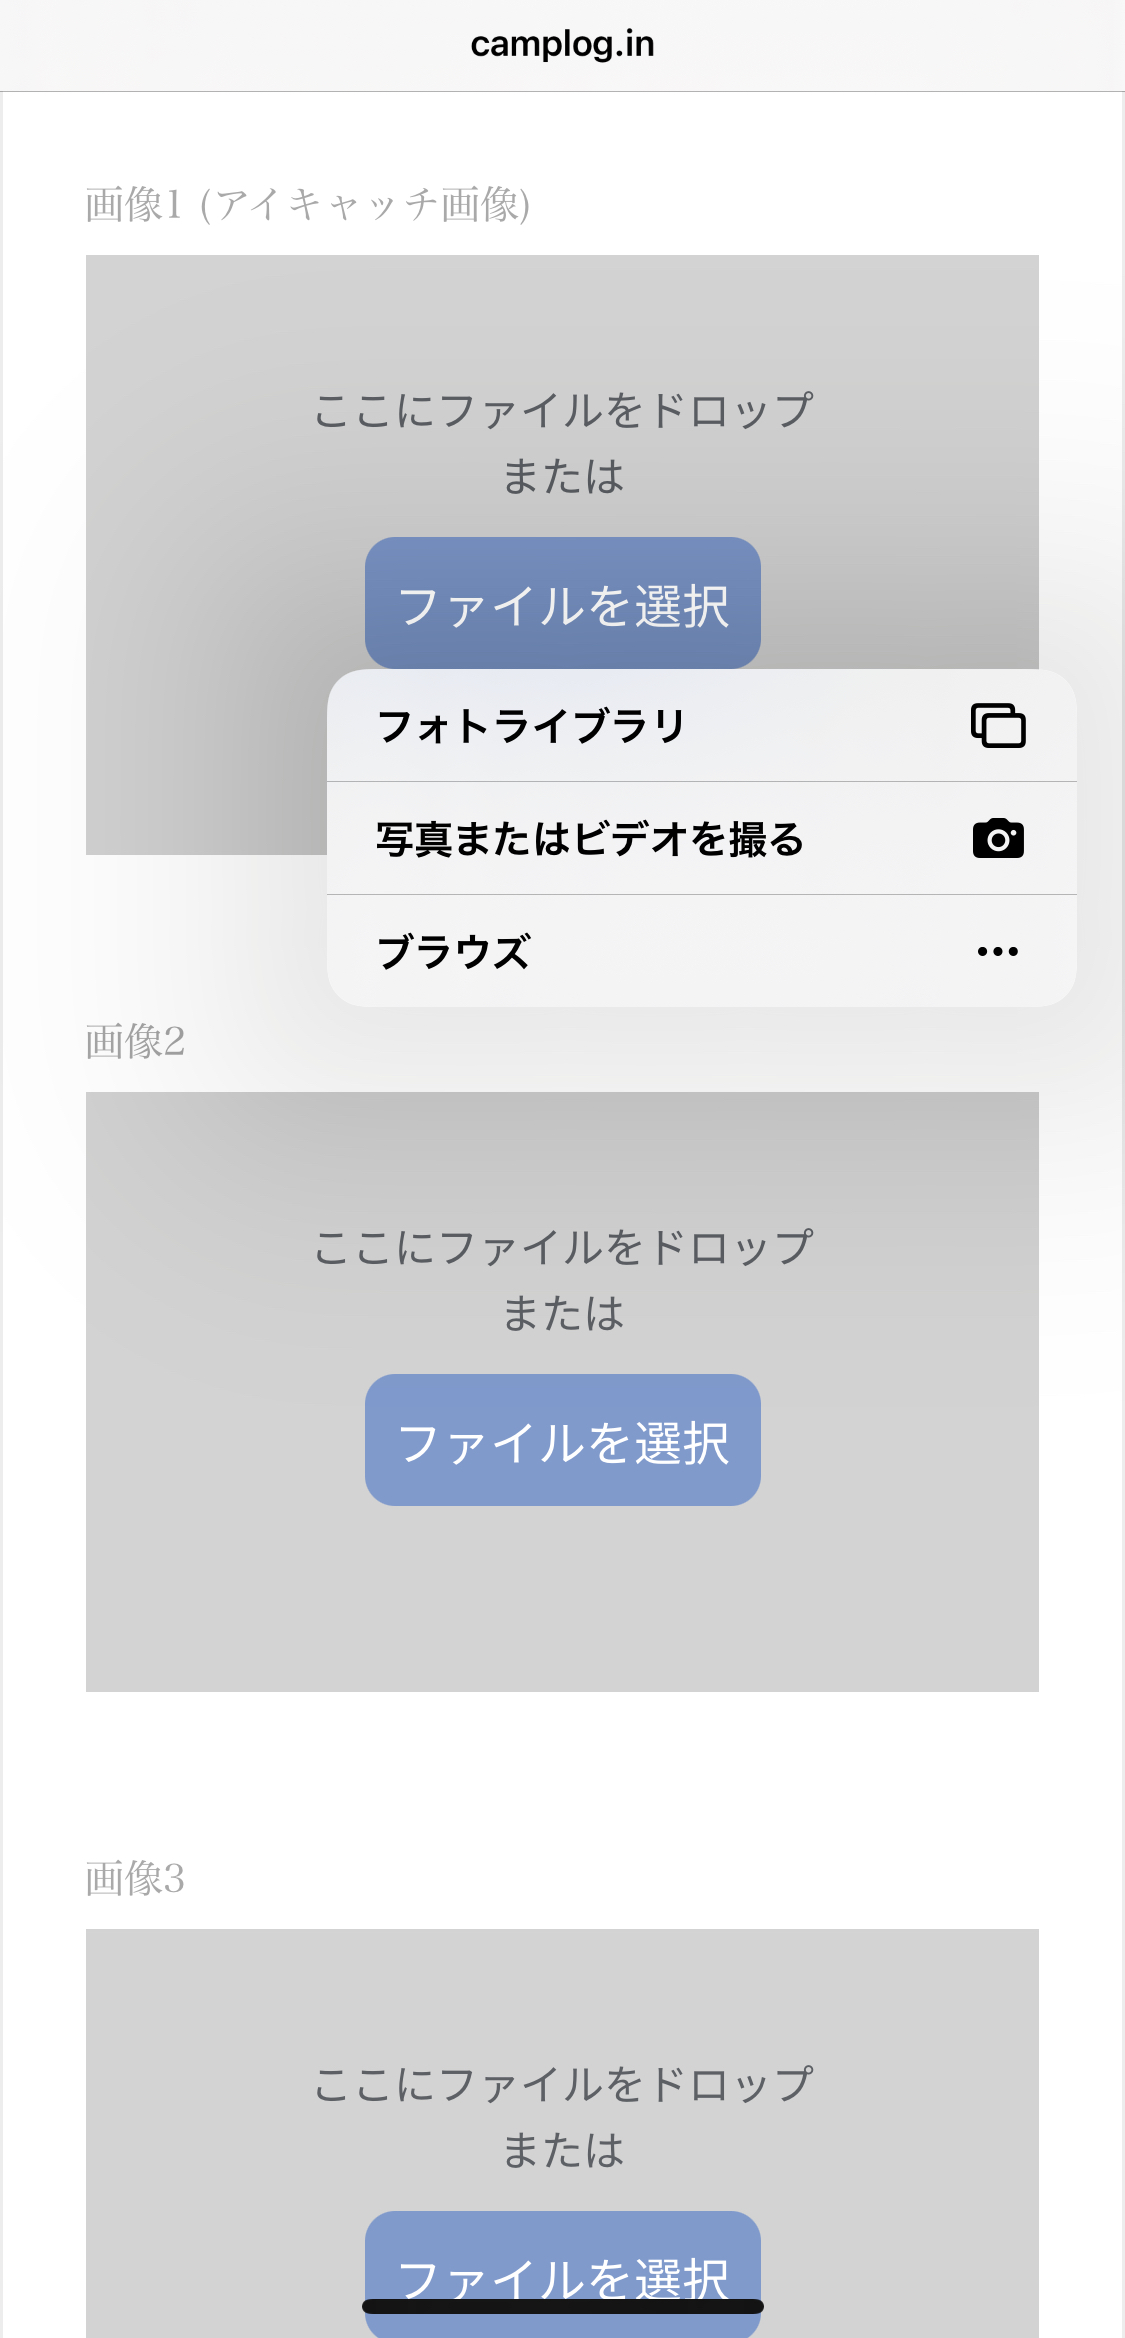 camplog.in
画像1 (アイキャッチ画像)
ここにファイルをドロップ
または
ファイルを選択
フォトライブラリ
写真またはビデオを撮る
ブラウズ
画像2
ここにファイルをドロップ
または
ファイルを選択
画像3
ここにファイルをドロップ
または
ファイルを選択